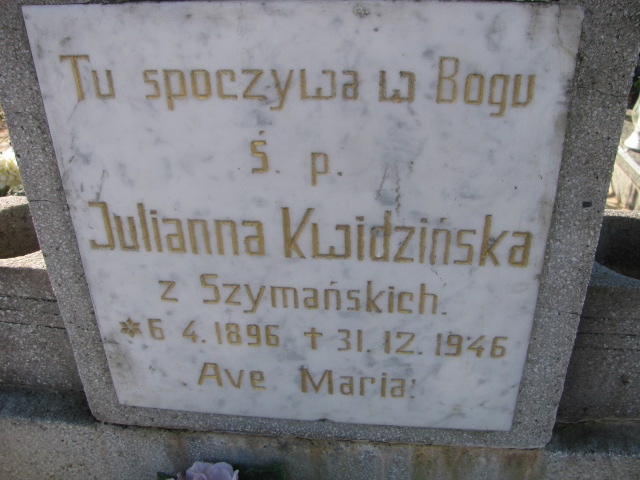 Tu spoczywa w Bogu
Ś. p.
Julianna Kwidzińska
z Szymańskich.
* 6 4. 1896 † 31. 12. 1946
Ave Maria!